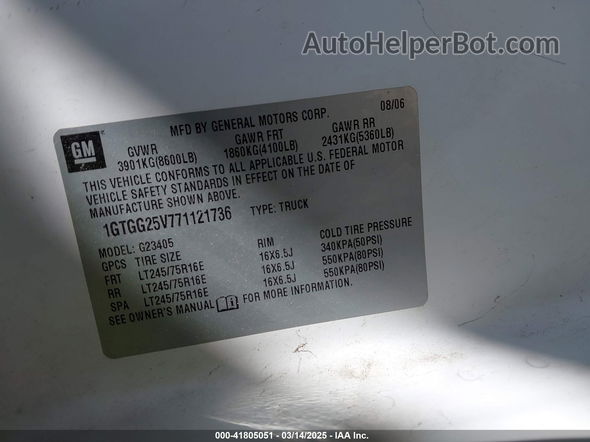 AutoHelperBot.com
GM
MFD BY GENERAL MOTORS CORP. 08/06
GVWR GAWR FRT GAWR RR
3901KG(8600LB) 1860KG(4100LB) 2431KG(5360LB)
THIS VEHICLE CONFORMS TO ALL APPLICABLE U.S. FEDERAL MOTOR
VEHICLE SAFETY STANDARDS IN EFFECT ON THE DATE OF
MANUFACTURE SHOWN ABOVE.
1GTGG25V771121736 TYPE: TRUCK
MODEL: G23405
GPCS TIRE SIZE RIM COLD TIRE PRESSURE
FRT LT245/75R16E 16X6.5J 340KPA(50PSI)
RR LT245/75R16E 16X6.5J 550KPA(80PSI)
SPA LT245/75R16E 16X6.5J 550KPA(80PSI)
SEE OWNER'S MANUAL FOR MORE INFORMATION.
000-41805051 - 03/14/2025 - IAA Inc.